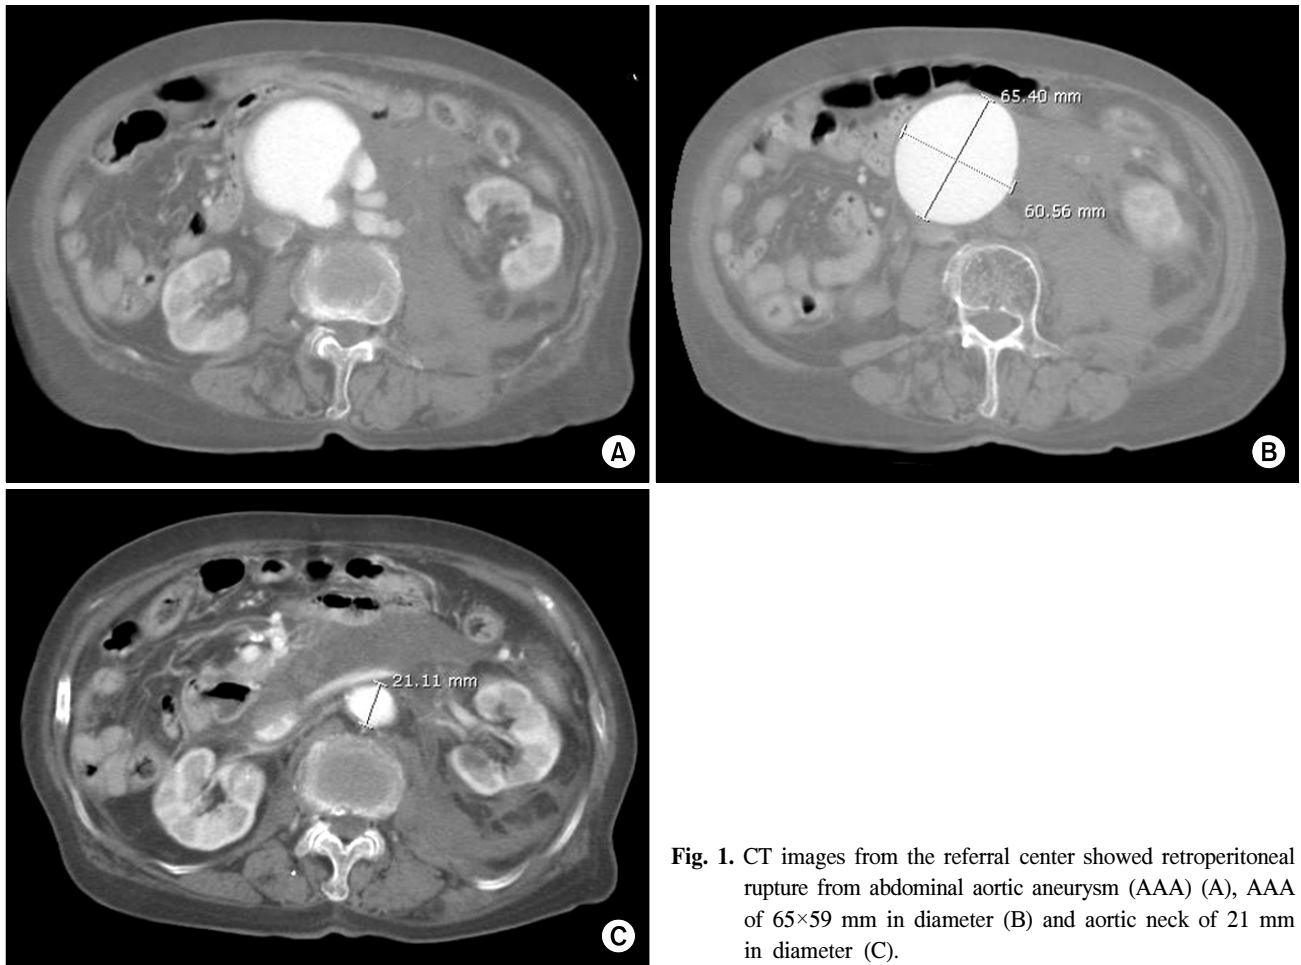 A
65.40 mm
60.56 mm
B
21.11 mm
C
Fig. 1. CT images from the referral center showed retroperitoneal
rupture from abdominal aortic aneurysm (AAA) (A), AAA
of 65×59 mm in diameter (B) and aortic neck of 21 mm
in diameter (C).